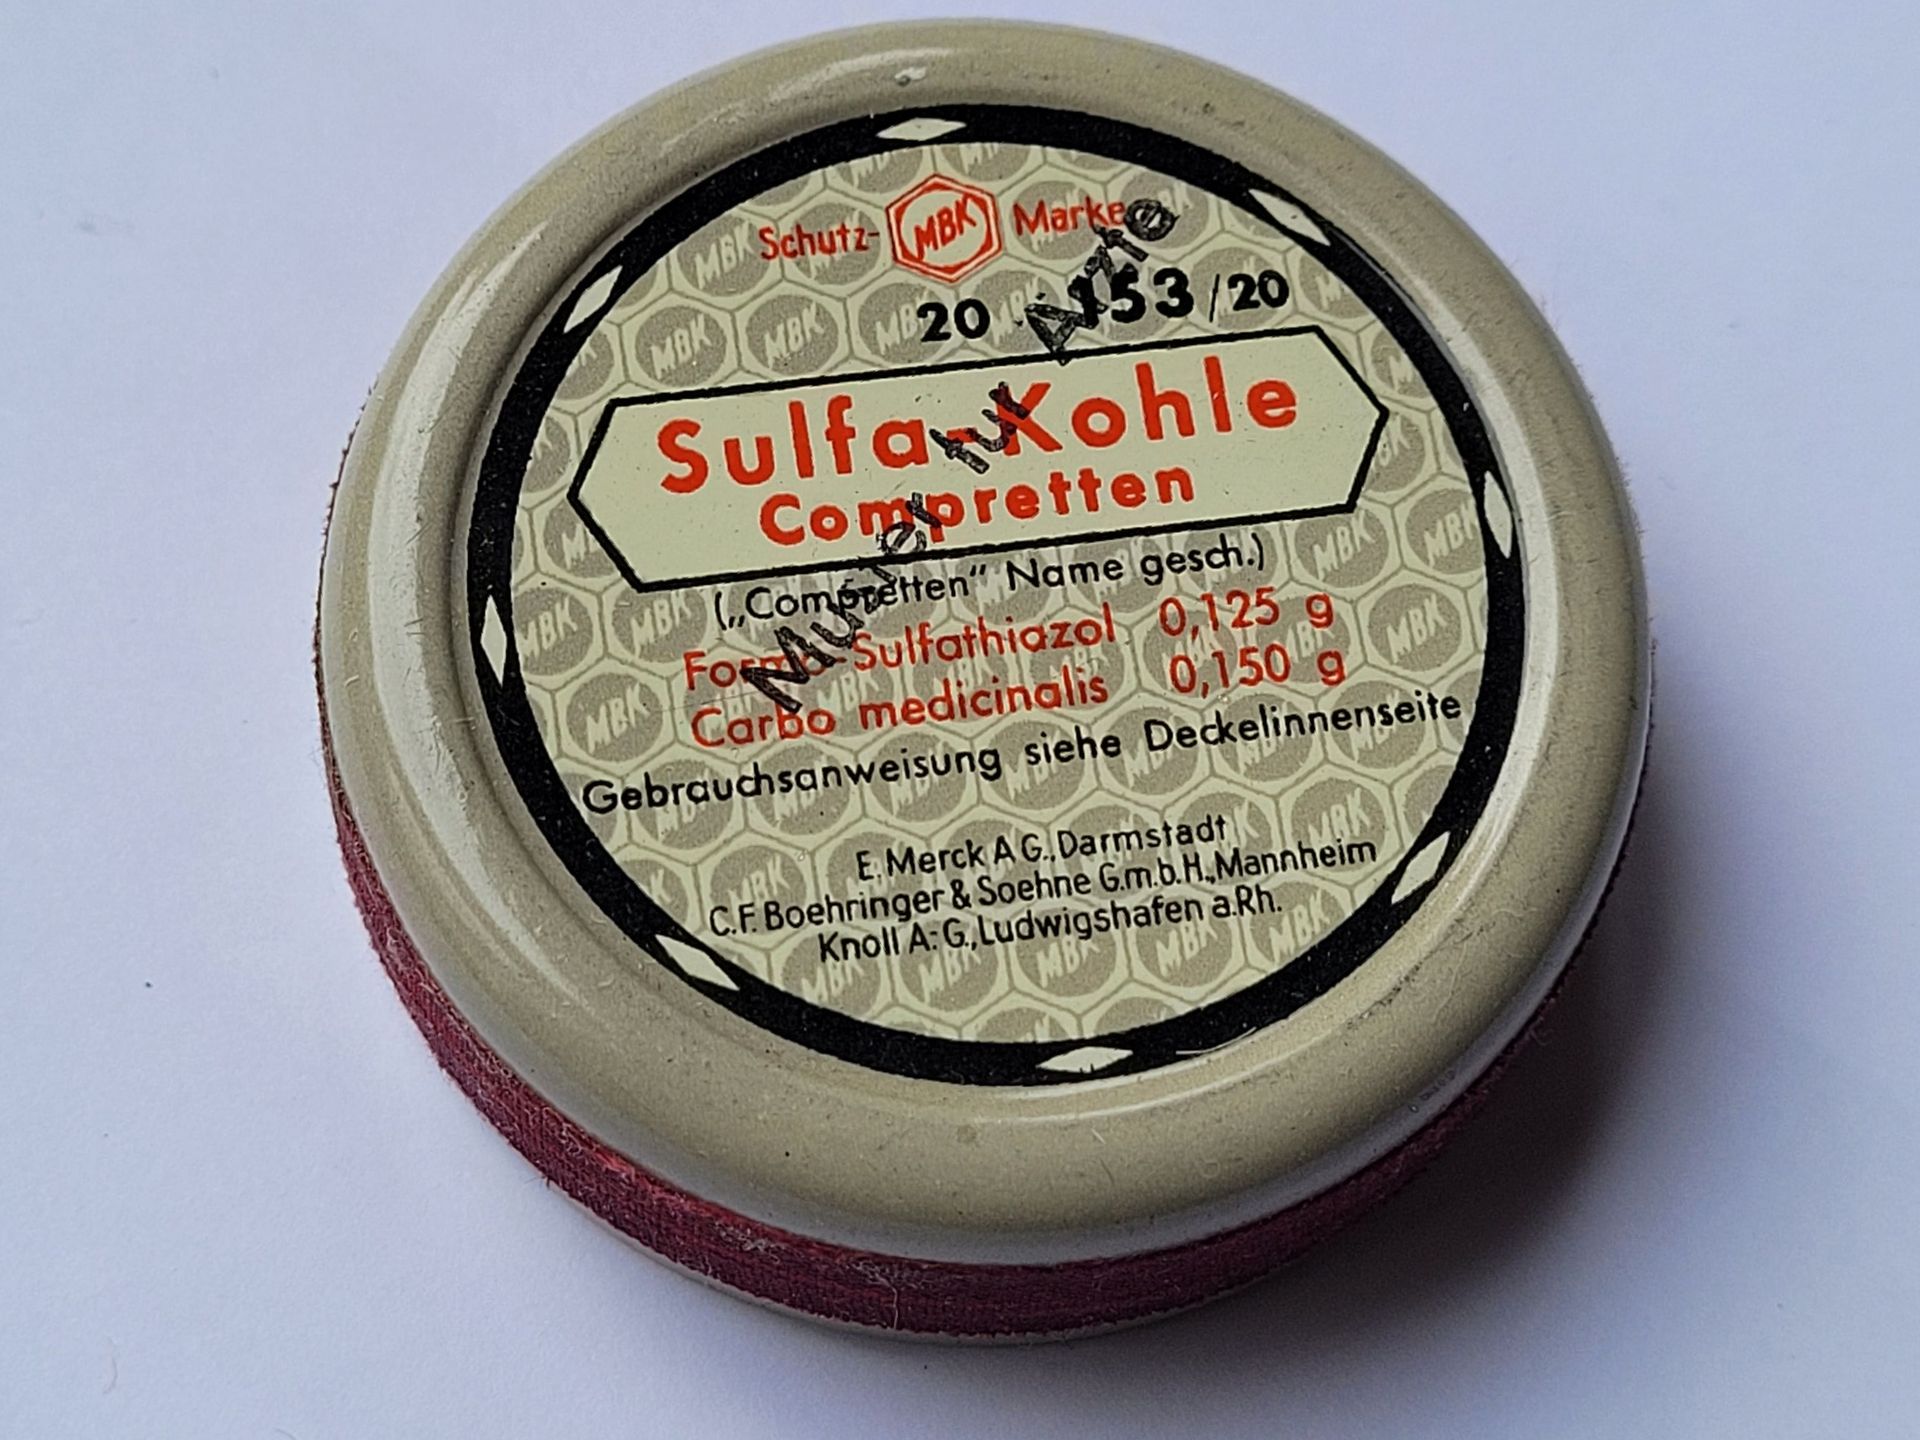 Schutz- MBK Marke
20 153/20
Sulfa-Kohle
Compretten
(„Compretten“ Name gesch.)
Formo-Sulfathiazol 0,125 g
Carbo medicinalis 0,150 g
Gebrauchsanweisung siehe Deckelinnenseite
E. Merck A G., Darmstadt
C. F. Boehringer & Soehne G.m.b.H., Mannheim
Knoll A.-G., Ludwigshafen a.Rh.
Muster für Ärzte